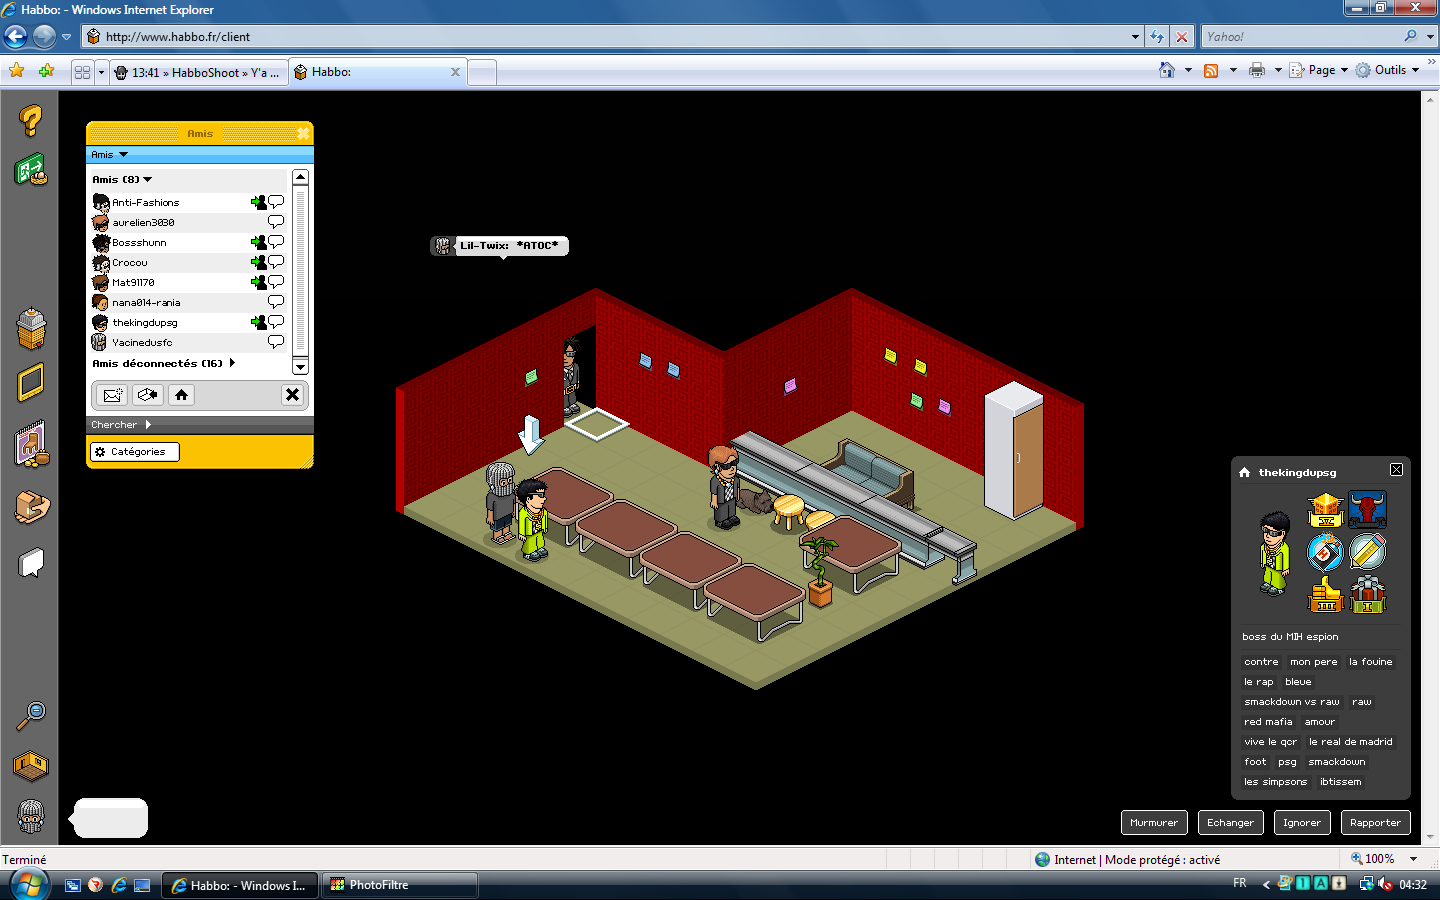 Habbo: - Windows Internet Explorer
http://www.habbo.fr/client
Yahoo!
13:41 » HabboShoot » Y'a ...
Habbo:
Page
Outils
Amis
Amis
Amis (8)
Anti-Fashions
aurelien3030
Bossshunn
Crocou
Mat91170
nana014-rania
thekingdupsg
Yacinedusfc
Amis déconnectés (16)
Chercher
Catégories
Lil-Twix: *ATOC*
thekingdupsg
IV
III
I
boss du MIH espion
contre mon pere la fouine
le rap bleue
smackdown vs raw raw
red mafia amour
vive le qcr le real de madrid
foot psg smackdown
les simpsons ibtissem
Murmurer Echanger Ignorer Rapporter
Terminé
Internet | Mode protégé : activé
100%
Habbo: - Windows I...
PhotoFiltre
FR
1
A
04:32